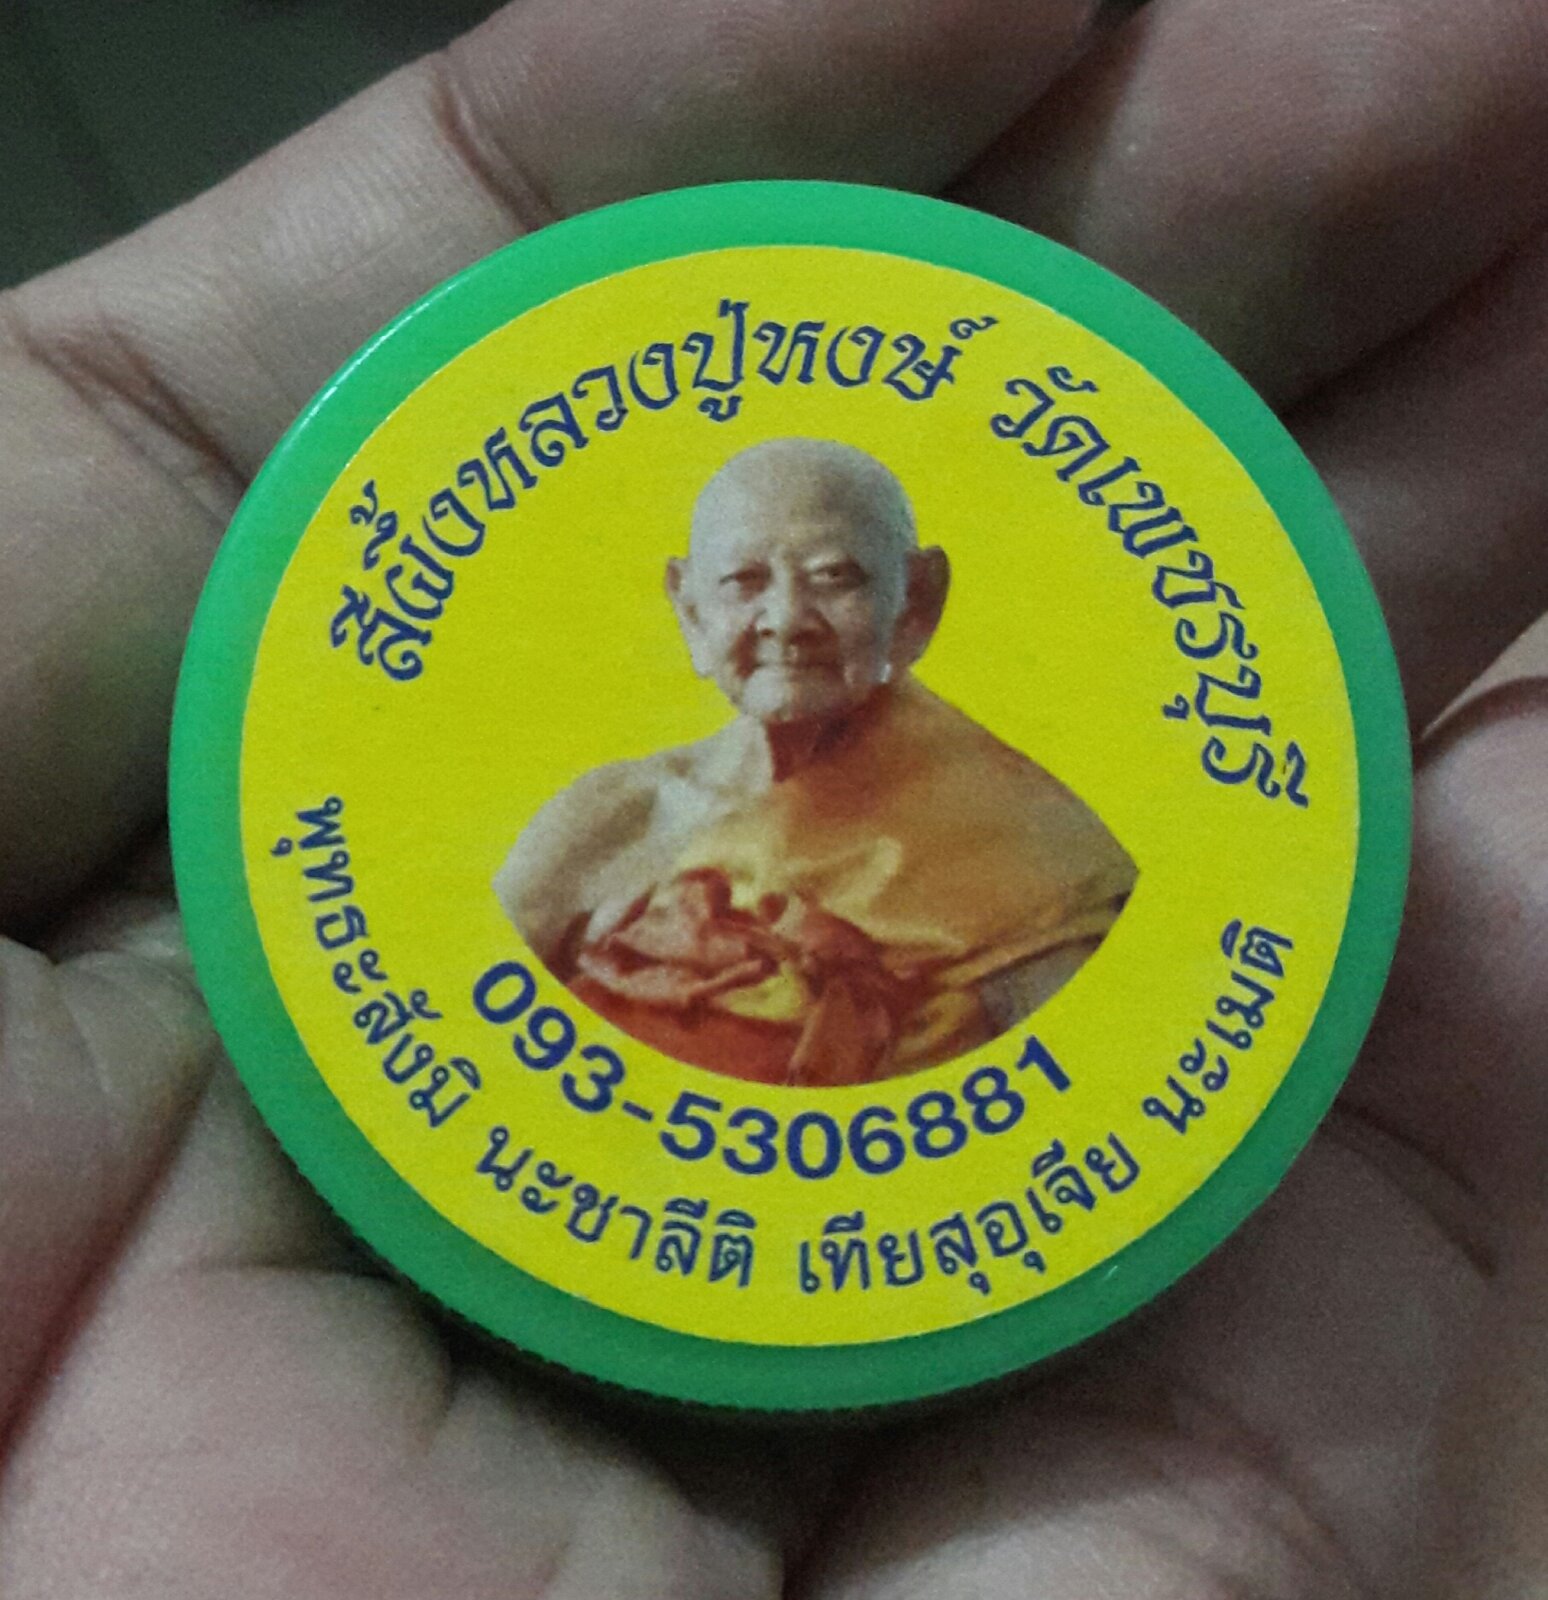 สีผึ้งหลวงปู่หงษ์ วัดเพชรบุรี
093-5306881
พุทธะสังมิ นะชาลีติ เทียสุอุเจีย นะเมติ